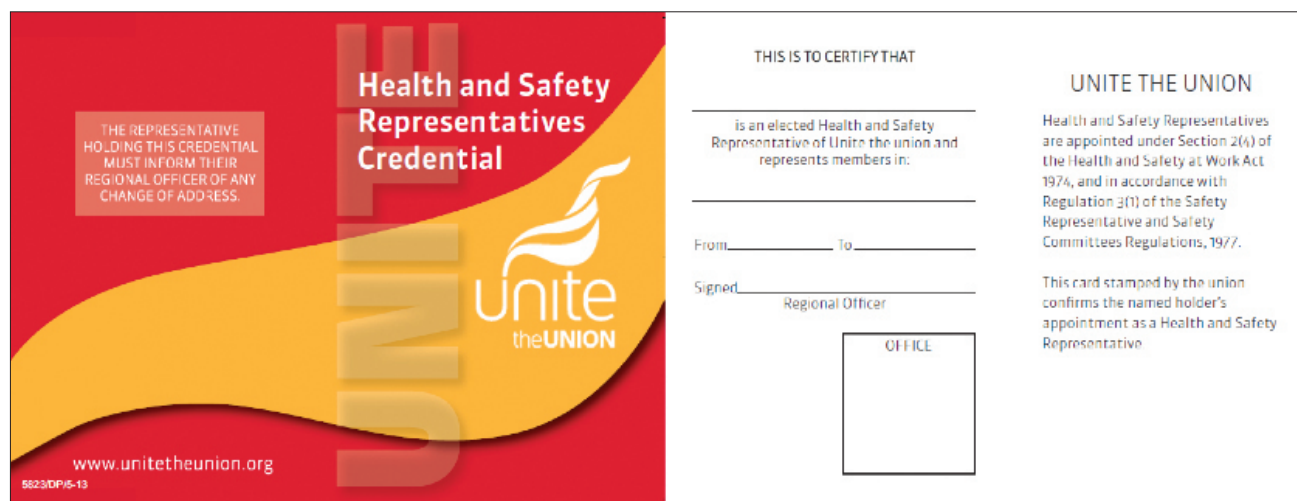 THE REPRESENTATIVE
HOLDING THIS CREDENTIAL
MUST INFORM THEIR
REGIONAL OFFICER OF ANY
CHANGE OF ADDRESS.
www.unitetheunion.org
5823/DP/5-13
UNITE
Health and Safety
Representatives
Credential
unite
theUNION
THIS IS TO CERTIFY THAT
is an elected Health and Safety
Representative of Unite the union and
represents members in:
From To
Signed
Regional Officer
OFFICE
UNITE THE UNION
Health and Safety Representatives
are appointed under Section 2(4) of
the Health and Safety at Work Act
1974, and in accordance with
Regulation 3(1) of the Safety
Representative and Safety
Committees Regulations, 1977.
This card stamped by the union
confirms the named holder's
appointment as a Health and Safety
Representative